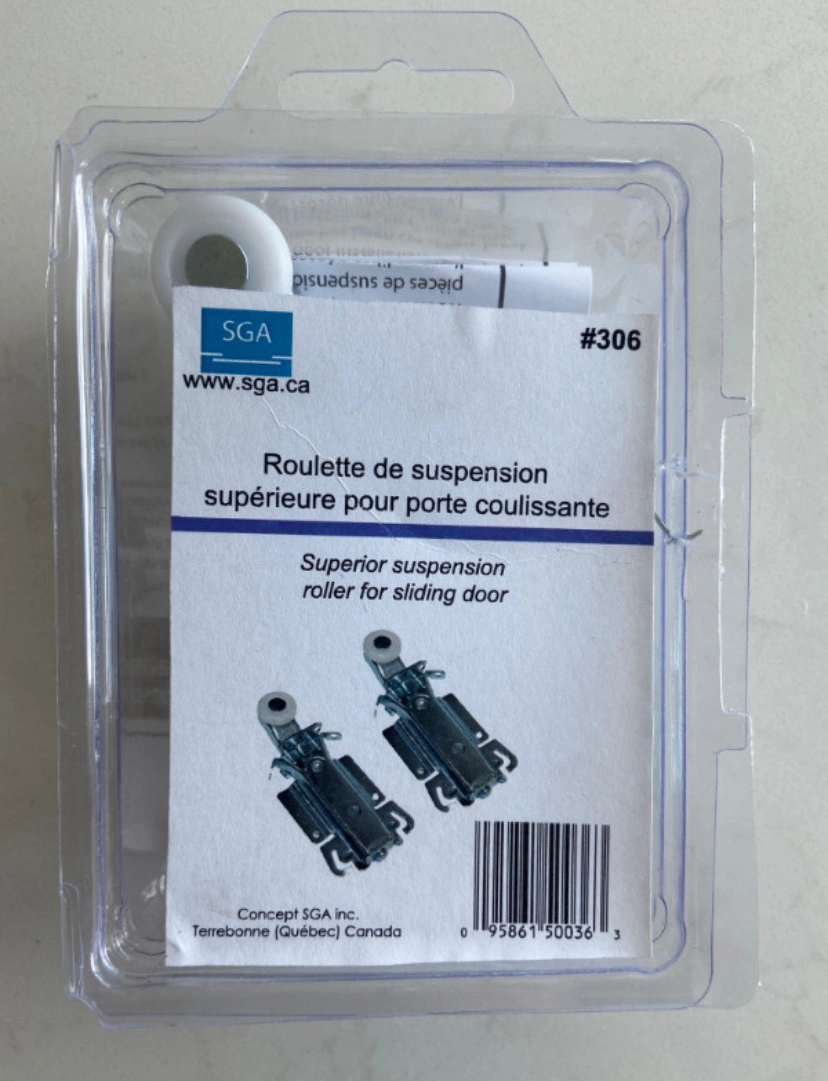 pièces de suspensio
SGA
#306
www.sga.ca
Roulette de suspension
supérieure pour porte coulissante
Superior suspension
roller for sliding door
Concept SGA inc.
Terrebonne (Québec) Canada
0 95861 50036 3